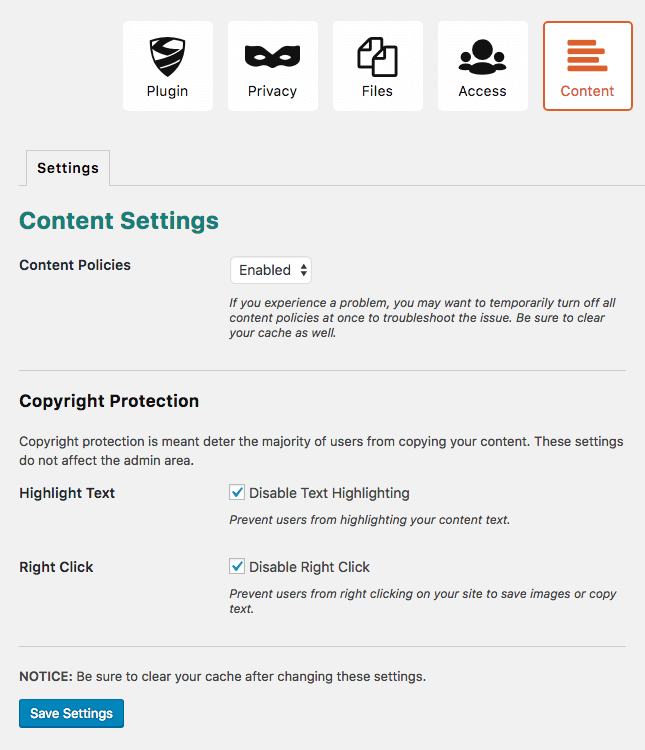 Plugin Privacy Files Access Content
Settings
Content Settings
Content Policies Enabled
If you experience a problem, you may want to temporarily turn off all
content policies at once to troubleshoot the issue. Be sure to clear
your cache as well.
Copyright Protection
Copyright protection is meant deter the majority of users from copying your content. These settings
do not affect the admin area.
Highlight Text Disable Text Highlighting
Prevent users from highlighting your content text.
Right Click Disable Right Click
Prevent users from right clicking on your site to save images or copy
text.
NOTICE: Be sure to clear your cache after changing these settings.
Save Settings